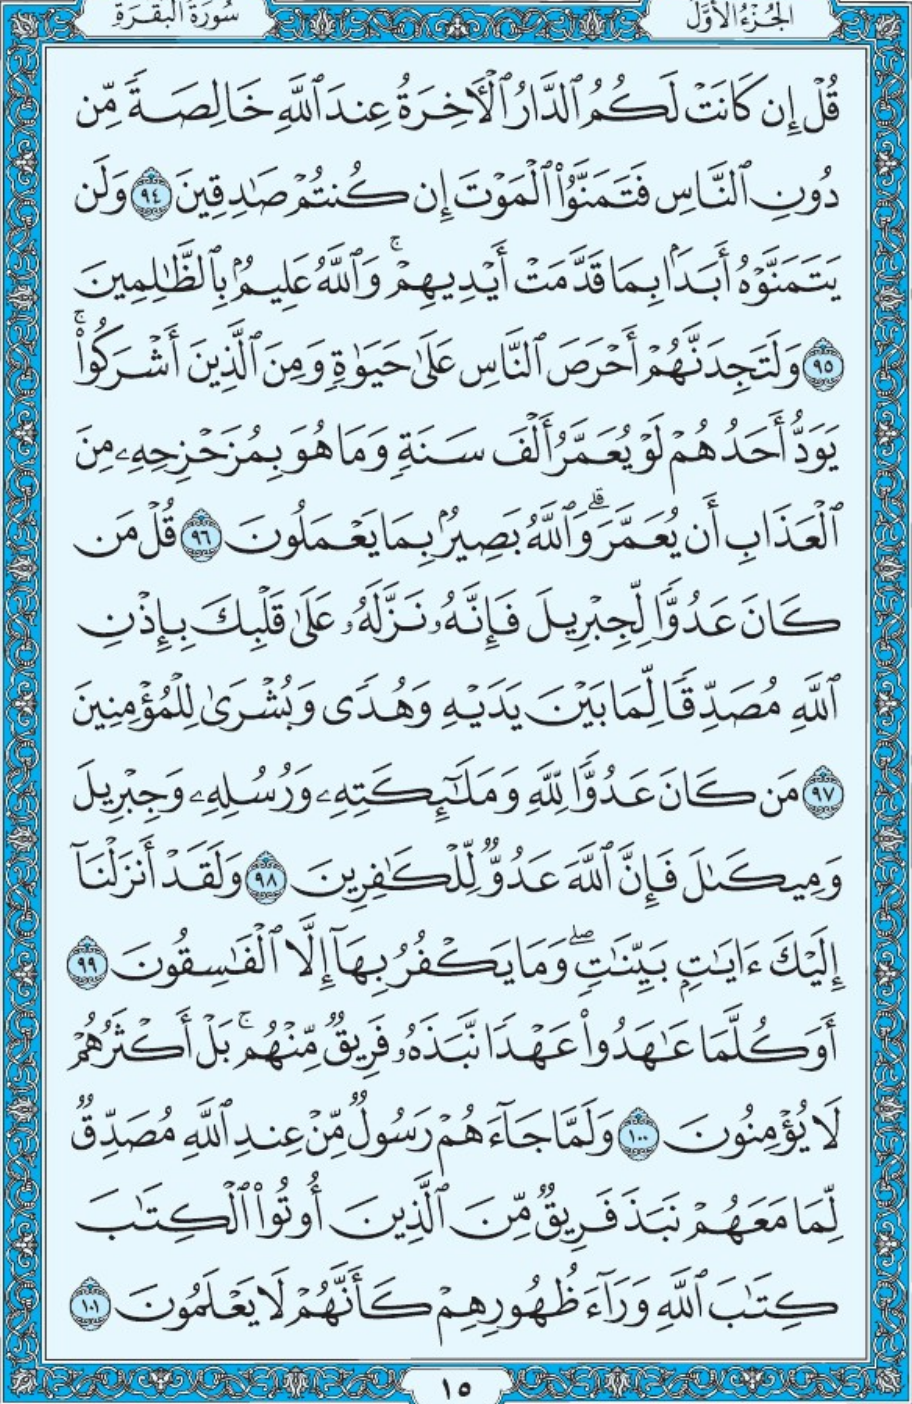 سُورَةُ الْبَقَرَةِ
الجُزْءُ الأَوَّلُ
قُلْ إِن كَانَتْ لَكُمُ ٱلدَّارُ ٱلْأَخِرَةُ عِندَ ٱللَّهِ خَالِصَةً مِّن
دُونِ ٱلنَّاسِ فَتَمَنَّوُا۟ ٱلْمَوْتَ إِن كُنتُمْ صَٰدِقِينَ ٩٤ وَلَن
يَتَمَنَّوْهُ أَبَدَۢا بِمَا قَدَّمَتْ أَيْدِيهِمْ ۚ وَٱللَّهُ عَلِيمُۢ بِٱلظَّٰلِمِينَ
٩٥ وَلَتَجِدَنَّهُمْ أَحْرَصَ ٱلنَّاسِ عَلَىٰ حَيَوٰةٍ وَمِنَ ٱلَّذِينَ أَشْرَكُوا۟ ۚ
يَوَدُّ أَحَدُهُمْ لَوْ يُعَمَّرُ أَلْفَ سَنَةٍ وَمَا هُوَ بِمُزَحْزِحِهِۦ مِنَ
ٱلْعَذَابِ أَن يُعَمَّرَ ۗ وَٱللَّهُ بَصِيرُۢ بِمَا يَعْمَلُونَ ٩٦ قُلْ مَن
كَانَ عَدُوًّا لِّجِبْرِيلَ فَإِنَّهُۥ نَزَّلَهُۥ عَلَىٰ قَلْبِكَ بِإِذْنِ
ٱللَّهِ مُصَدِّقًا لِّمَا بَيْنَ يَدَيْهِ وَهُدًى وَبُشْرَىٰ لِلْمُؤْمِنِينَ
٩٧ مَن كَانَ عَدُوًّا لِّلَّهِ وَمَلَٰٓئِكَتِهِۦ وَرُسُلِهِۦ وَجِبْرِيلَ
وَمِيكَىٰلَ فَإِنَّ ٱللَّهَ عَدُوٌّ لِّلْكَٰفِرِينَ ٩٨ وَلَقَدْ أَنزَلْنَآ
إِلَيْكَ ءَايَٰتٍۭ بَيِّنَٰتٍ ۖ وَمَا يَكْفُرُ بِهَآ إِلَّا ٱلْفَٰسِقُونَ ٩٩
أَوَكُلَّمَا عَٰهَدُوا۟ عَهْدًا نَّبَذَهُۥ فَرِيقٌ مِّنْهُم ۚ بَلْ أَكْثَرُهُمْ
لَا يُؤْمِنُونَ ١٠٠ وَلَمَّا جَآءَهُمْ رَسُولٌ مِّنْ عِندِ ٱللَّهِ مُصَدِّقٌ
لِّمَا مَعَهُمْ نَبَذَ فَرِيقٌ مِّنَ ٱلَّذِينَ أُوتُوا۟ ٱلْكِتَٰبَ
كِتَٰبَ ٱللَّهِ وَرَآءَ ظُهُورِهِمْ كَأَنَّهُمْ لَا يَعْلَمُونَ ١٠١
١٥